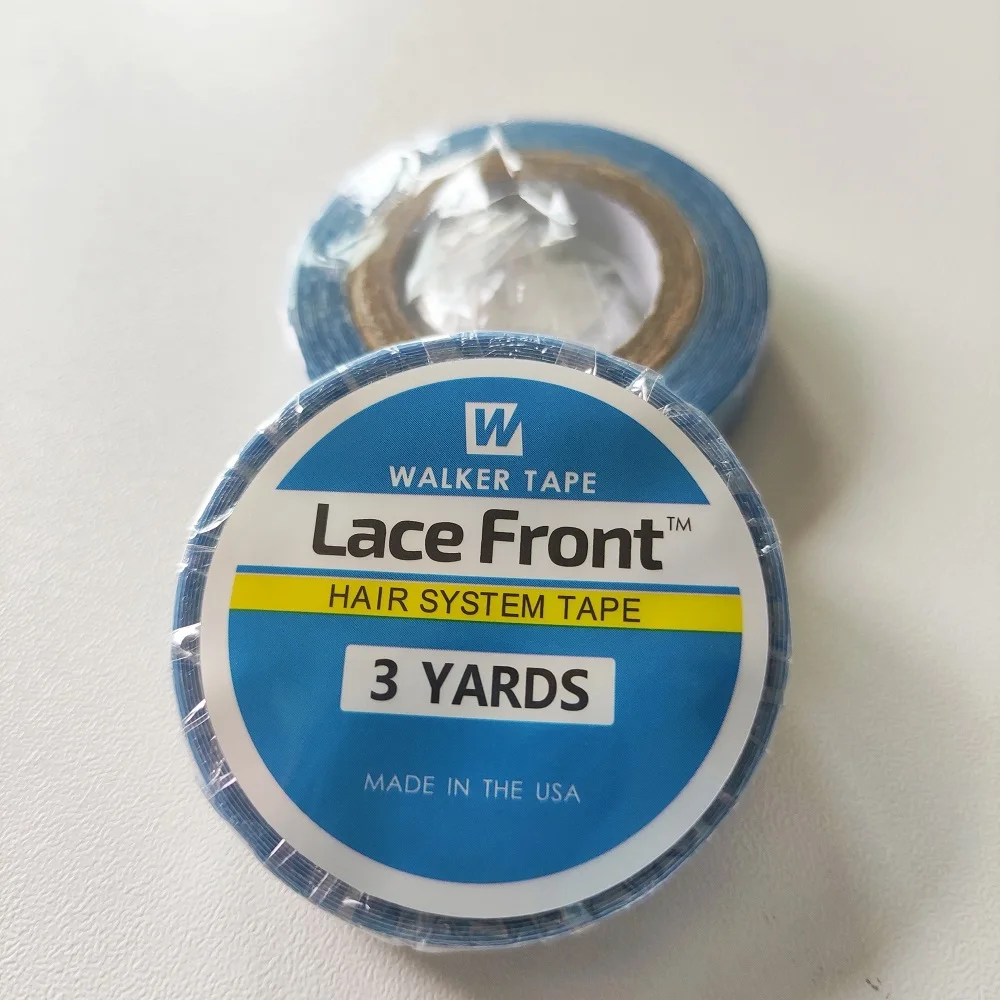 W
WALKER TAPE
Lace Front™
HAIR SYSTEM TAPE
3 YARDS
MADE IN THE USA